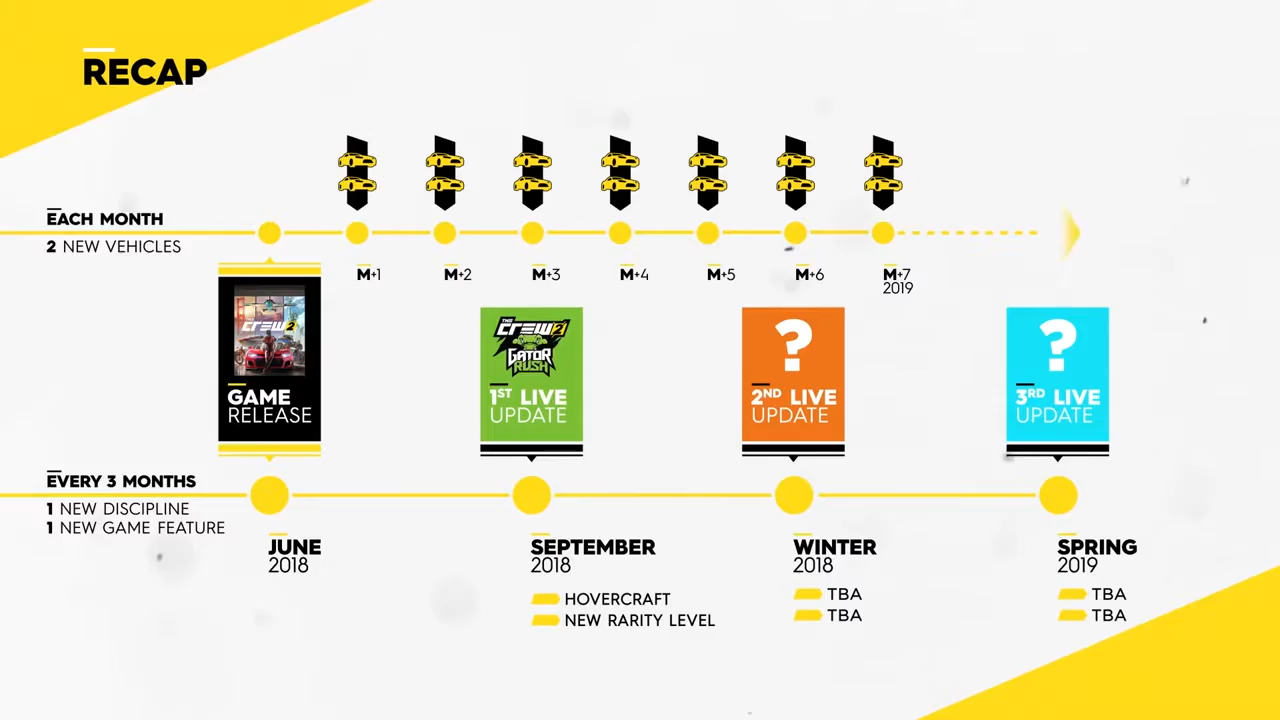 RECAP
EACH MONTH
2 NEW VEHICLES
M+1
M+2
M+3
M+4
M+5
M+6
M+7
2019
THE CREW 2
GAME
RELEASE
THE
CREW 2
GATOR
RUSH
1ST LIVE
UPDATE
?
2ND LIVE
UPDATE
?
3RD LIVE
UPDATE
EVERY 3 MONTHS
1 NEW DISCIPLINE
1 NEW GAME FEATURE
JUNE
2018
SEPTEMBER
2018
HOVERCRAFT
NEW RARITY LEVEL
WINTER
2018
TBA
TBA
SPRING
2019
TBA
TBA